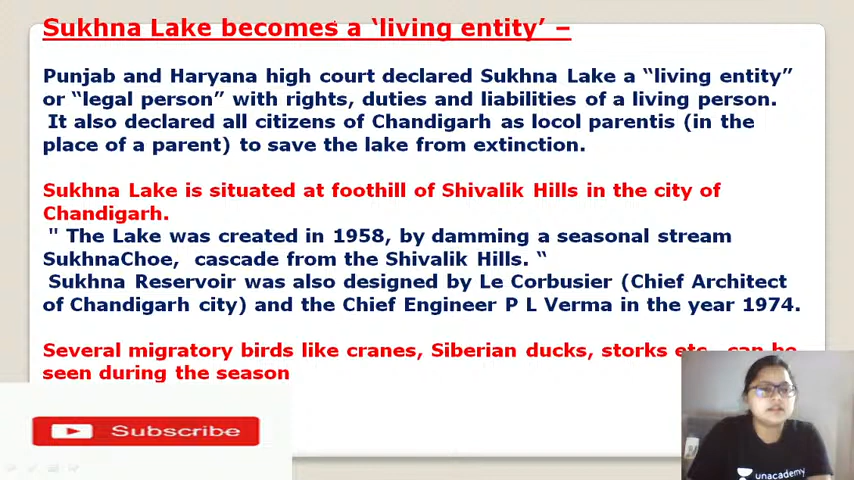 Sukhna Lake becomes a ‘living entity’ –
Punjab and Haryana high court declared Sukhna Lake a “living entity”
or “legal person” with rights, duties and liabilities of a living person.
It also declared all citizens of Chandigarh as locol parentis (in the
place of a parent) to save the lake from extinction.
Sukhna Lake is situated at foothill of Shivalik Hills in the city of
Chandigarh.
" The Lake was created in 1958, by damming a seasonal stream
SukhnaChoe, cascade from the Shivalik Hills. “
Sukhna Reservoir was also designed by Le Corbusier (Chief Architect
of Chandigarh city) and the Chief Engineer P L Verma in the year 1974.
Several migratory birds like cranes, Siberian ducks, storks etc can be
seen during the season
Subscribe
unacademy